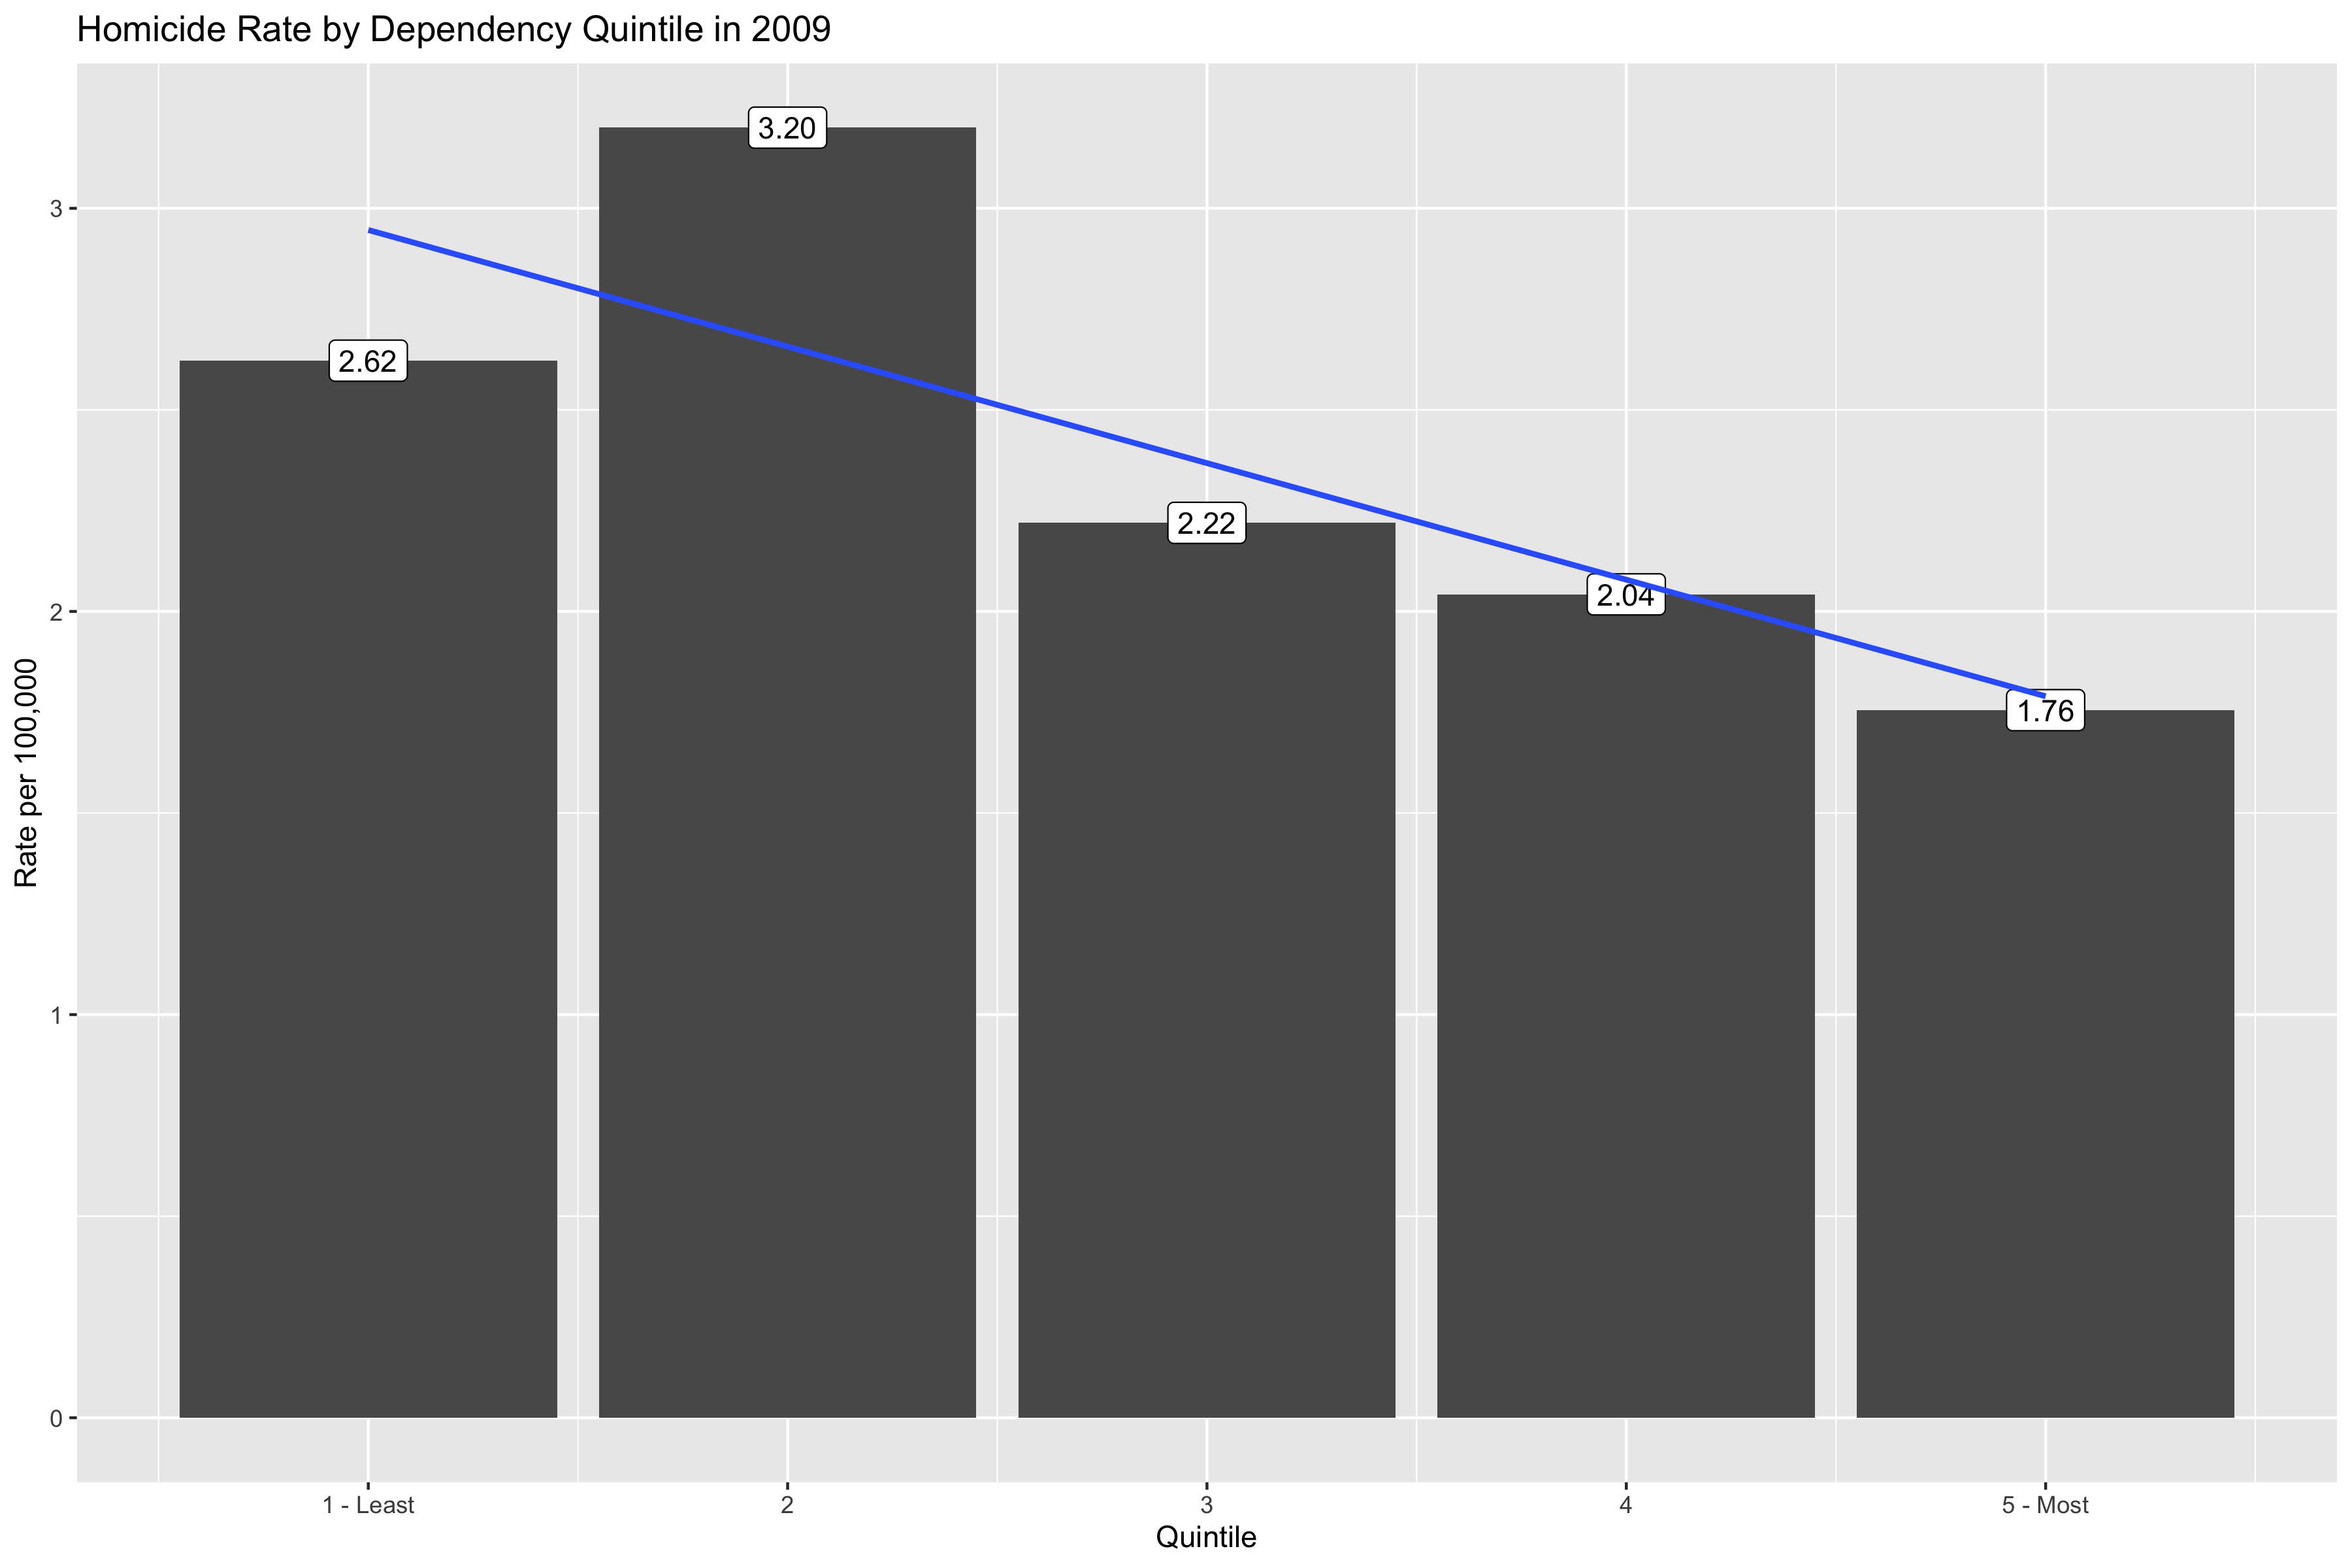 Homicide Rate by Dependency Quintile in 2009
Rate per 100,000
3
2
1
0
2.62
3.20
2.22
2.04
1.76
1 - Least
2
3
4
5 - Most
Quintile